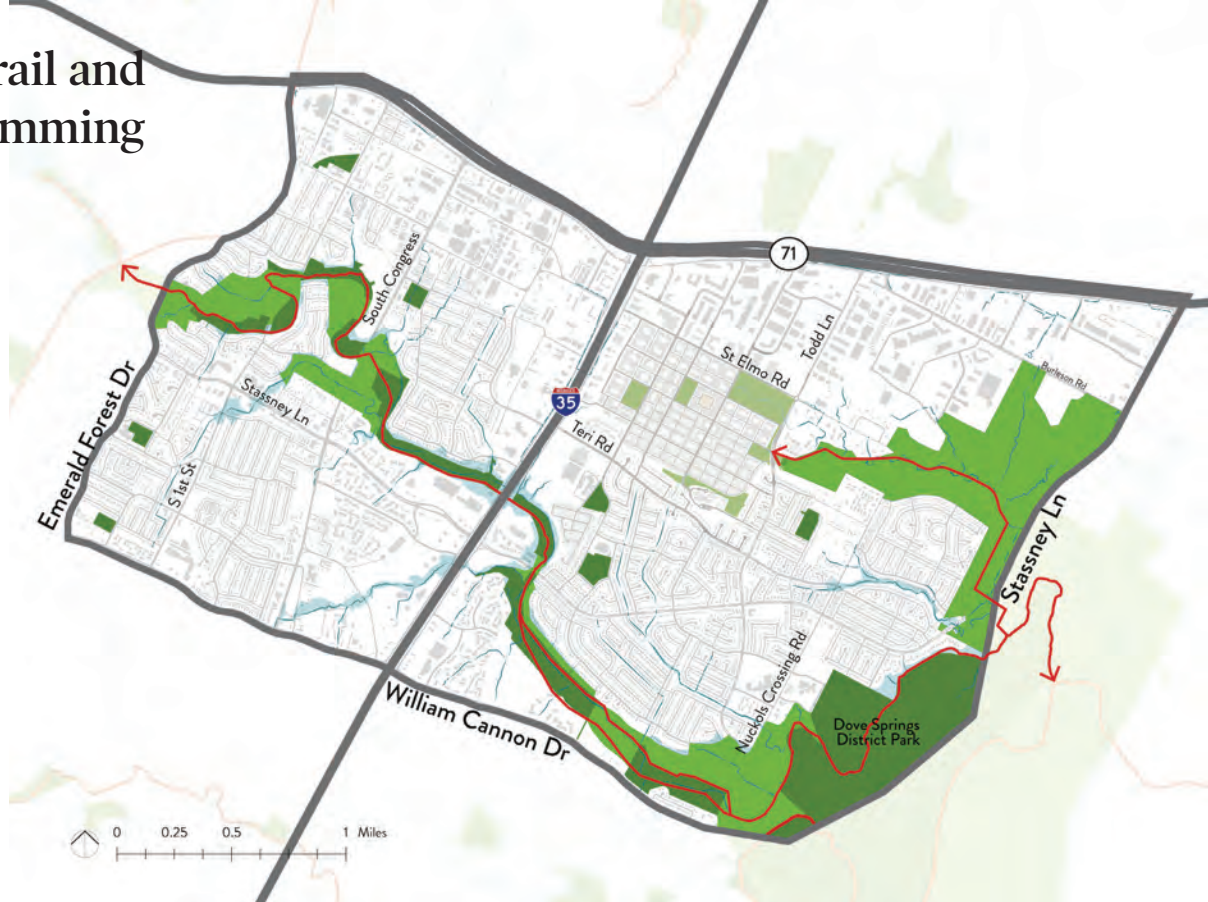 rail and
mming
71
South Congress
Todd Ln
St Elmo Rd
Burleson Rd
Stassney Ln
35
Teri Rd
Emerald Forest Dr
S 1st St
Stassney Ln
Nuckols Crossing Rd
William Cannon Dr
Dove Springs
District Park
0 0.25 0.5 1 Miles